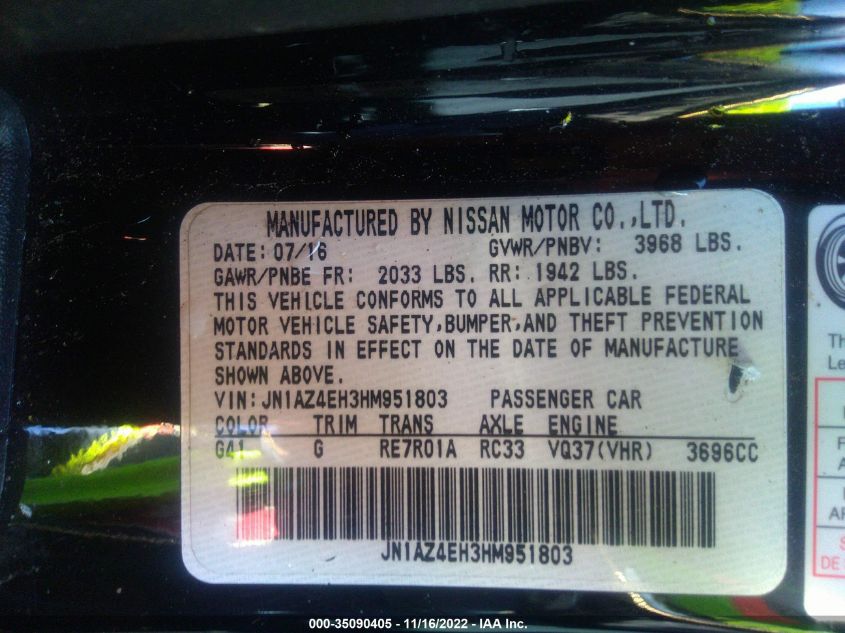 MANUFACTURED BY NISSAN MOTOR CO.,LTD.
DATE: 07/16 GVWR/PNBV: 3968 LBS.
GAWR/PNBE FR: 2033 LBS. RR: 1942 LBS.
THIS VEHICLE CONFORMS TO ALL APPLICABLE FEDERAL
MOTOR VEHICLE SAFETY,BUMPER,AND THEFT PREVENTION
STANDARDS IN EFFECT ON THE DATE OF MANUFACTURE
SHOWN ABOVE.
VIN: JN1AZ4EH3HM951803 PASSENGER CAR
COLOR TRIM TRANS AXLE ENGINE
G41 G RE7R01A RC33 VQ37(VHR) 3696CC
JN1AZ4EH3HM951803
DE
000-35090405 - 11/16/2022 - IAA Inc.